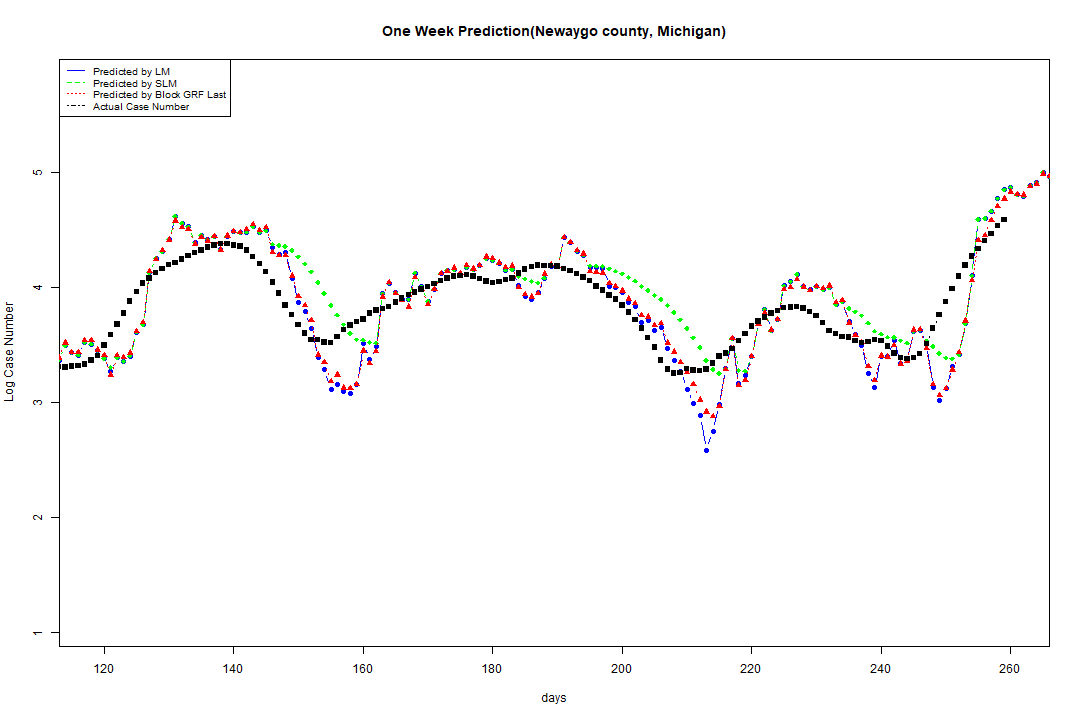 One Week Prediction(Newaygo county, Michigan)
Predicted by LM
Predicted by SLM
Predicted by Block GRF Last
Actual Case Number
5
4
3
2
1
Log Case Number
120 140 160 180 200 220 240 260
days